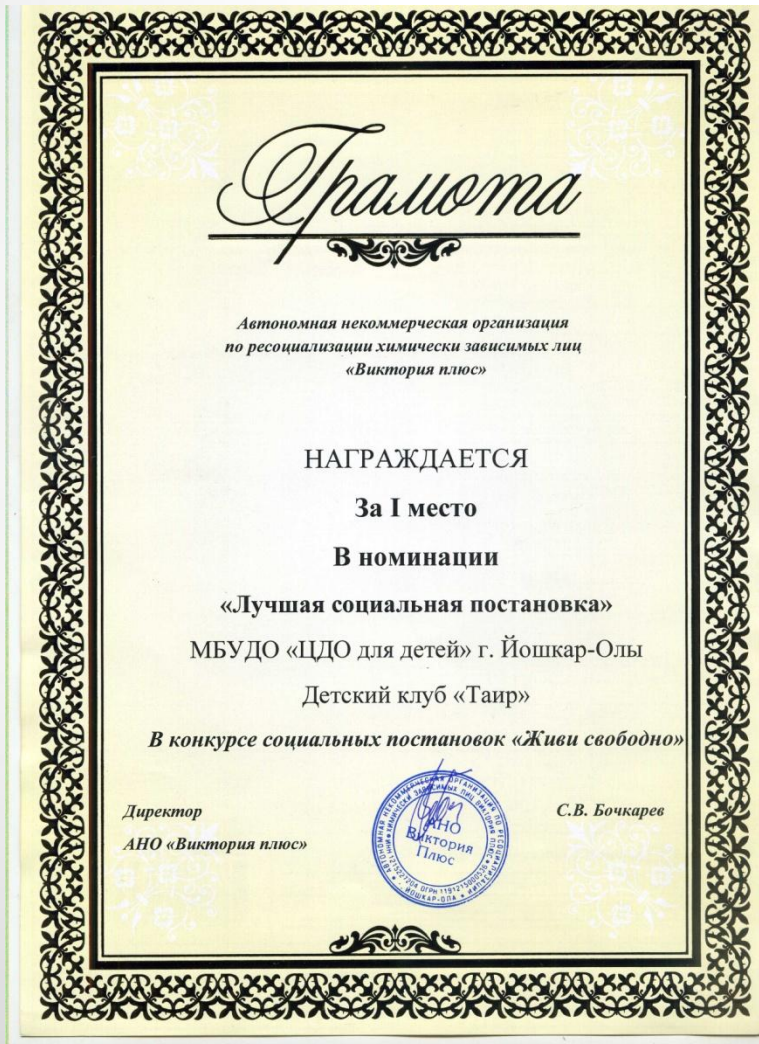 Грамота
Автономная некоммерческая организация
по ресоциализации химически зависимых лиц
«Виктория плюс»
НАГРАЖДАЕТСЯ
За I место
В номинации
«Лучшая социальная постановка»
МБУДО «ЦДО для детей» г. Йошкар-Олы
Детский клуб «Таир»
В конкурсе социальных постановок «Живи свободно»
Директор
С.В. Бочкарев
АНО «Виктория плюс»
АНО
Виктория
Плюс